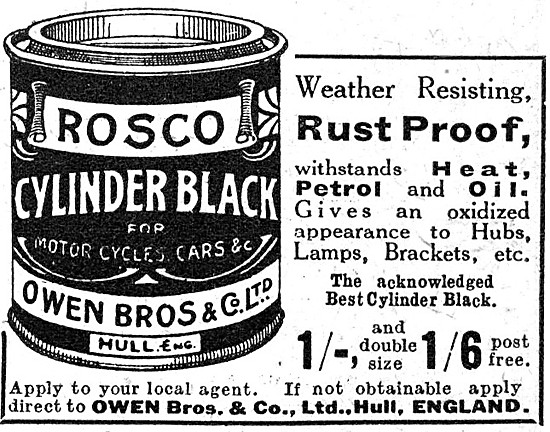 ROSCO
CYLINDER BLACK
FOR
MOTOR CYCLES, CARS &c
OWEN BROS & Co. LTD
HULL. ENG.
Weather Resisting,
Rust Proof,
withstands Heat,
Petrol and Oil.
Gives an oxidized
appearance to Hubs,
Lamps, Brackets, etc.
The acknowledged
Best Cylinder Black.
1/-, and double size 1/6 post free.
Apply to your local agent. If not obtainable apply
direct to OWEN Bros. & Co., Ltd., Hull, ENGLAND.